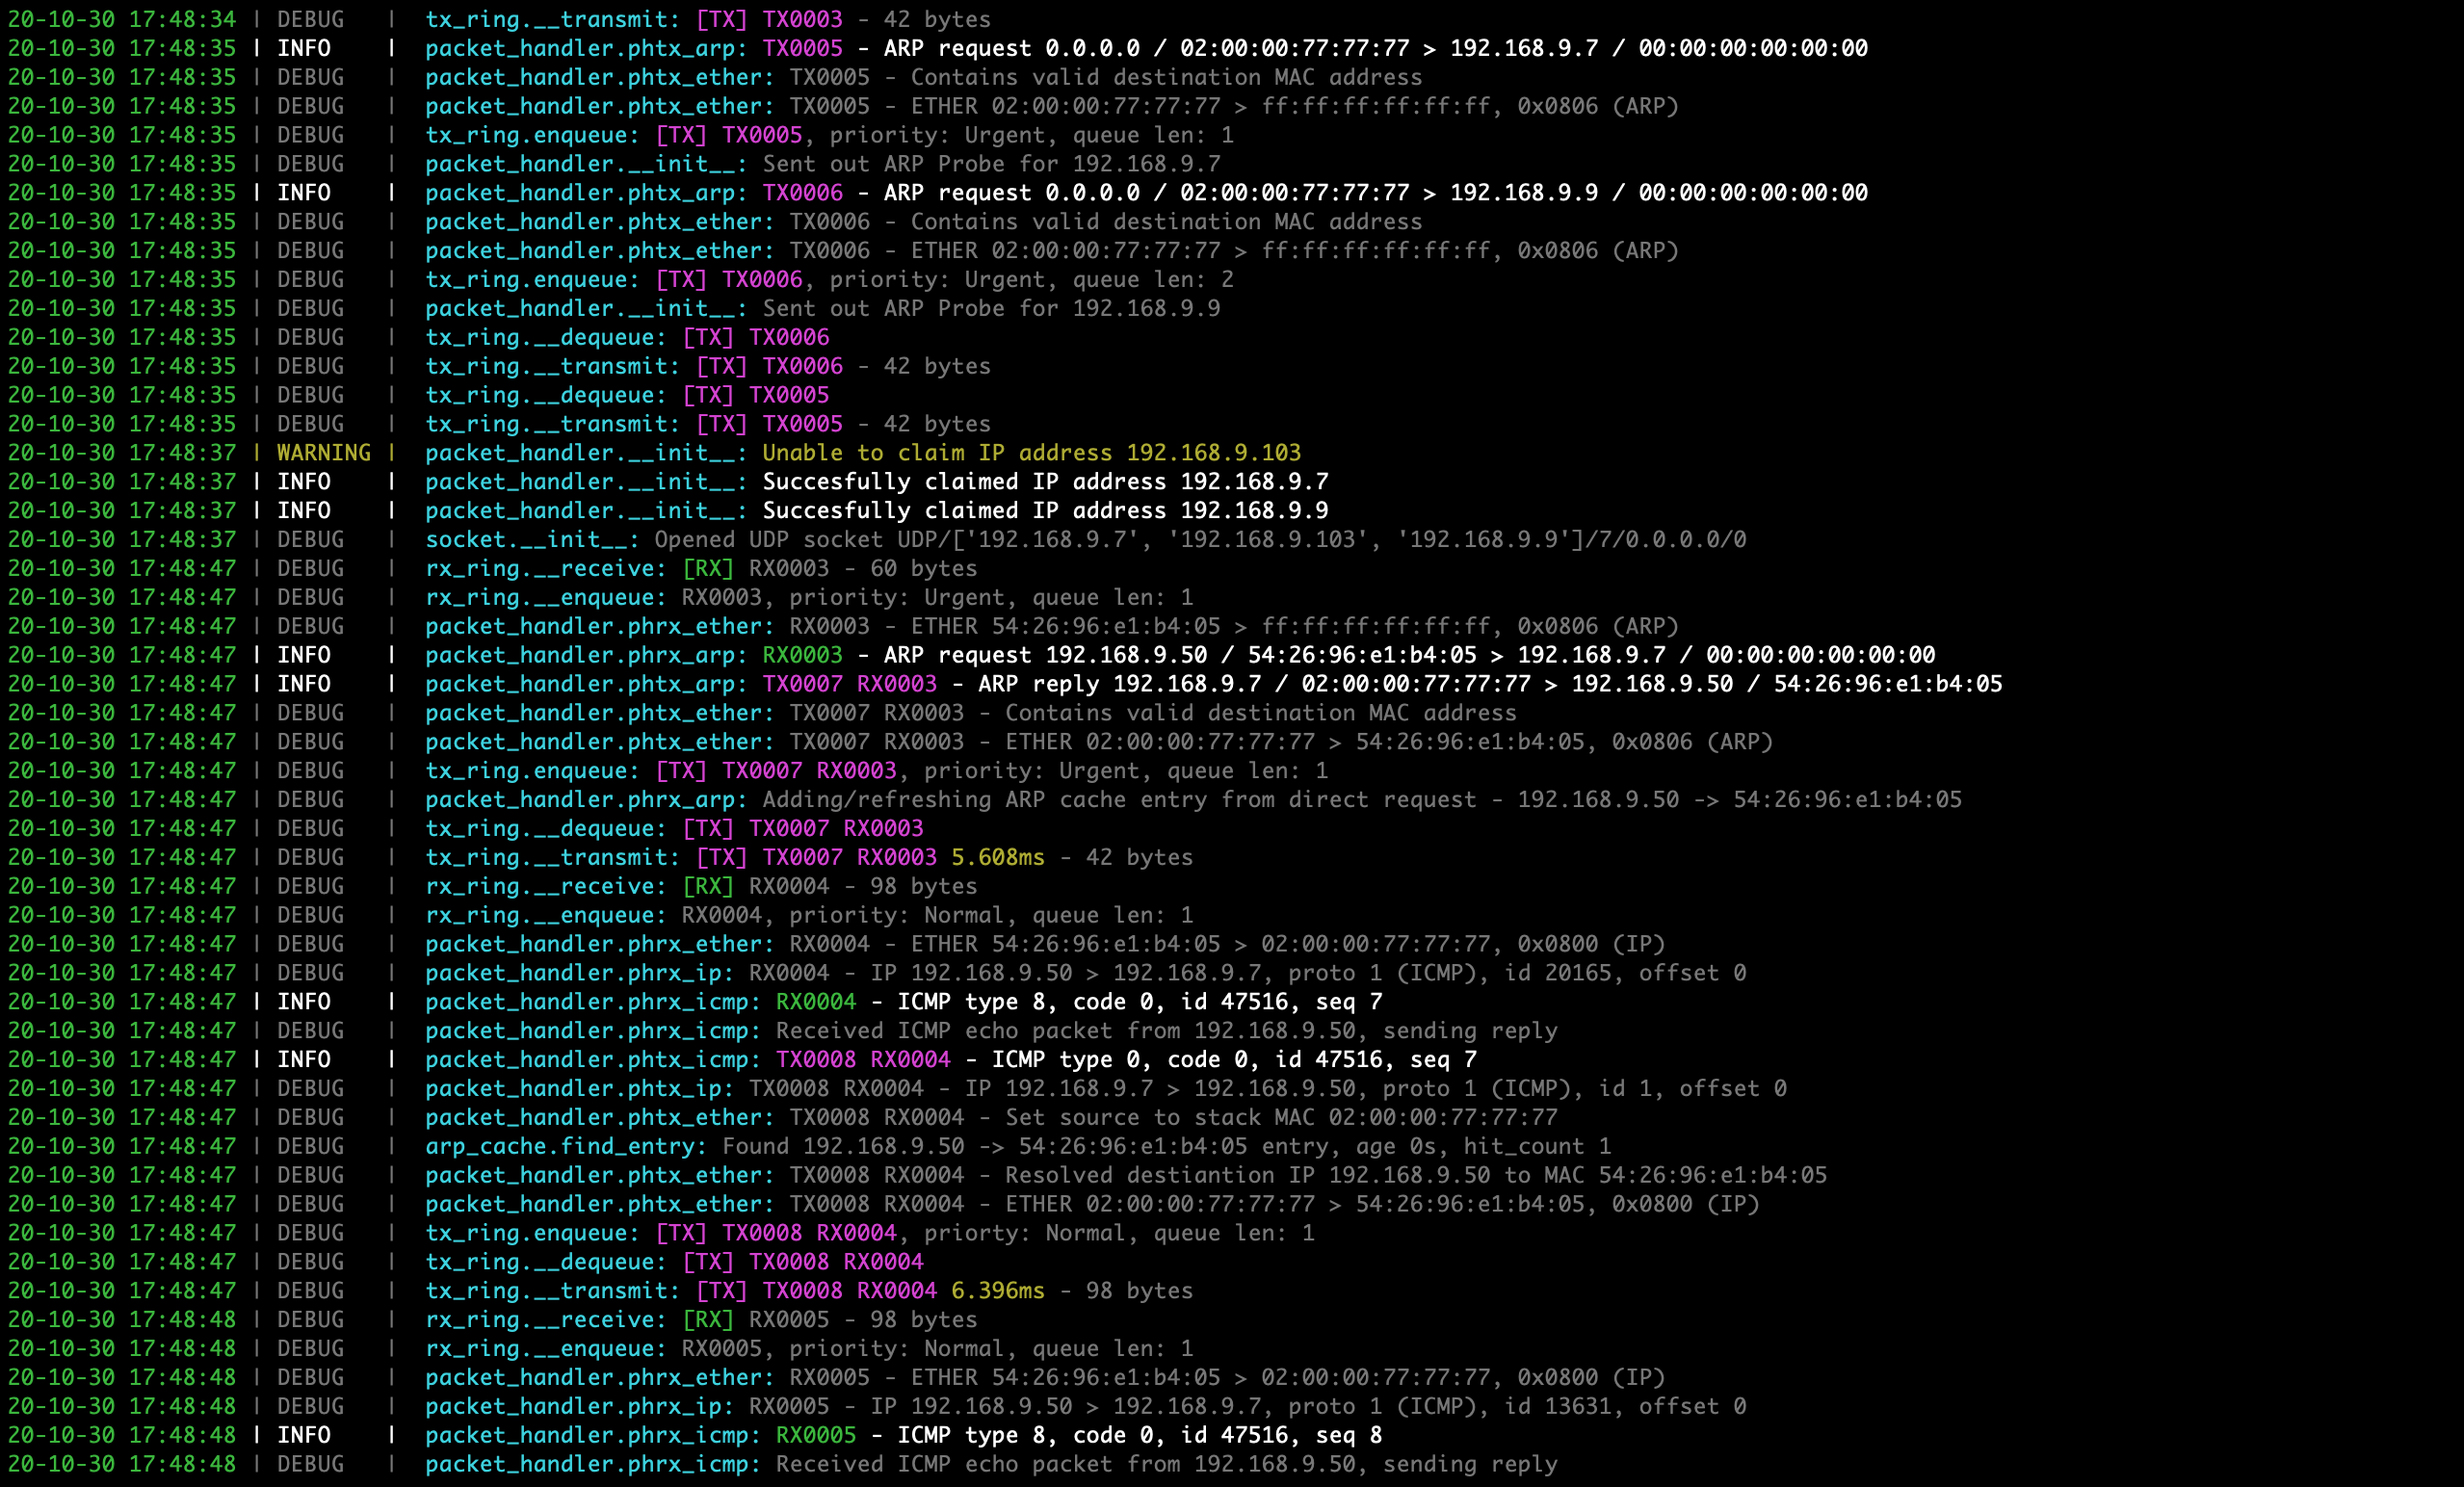 20-10-30 17:48:34 | DEBUG   |  tx_ring.__transmit: [TX] TX0003 - 42 bytes
20-10-30 17:48:35 | INFO    |  packet_handler.phtx_arp: TX0005 - ARP request 0.0.0.0 / 02:00:00:77:77:77 > 192.168.9.7 / 00:00:00:00:00:00
20-10-30 17:48:35 | DEBUG   |  packet_handler.phtx_ether: TX0005 - Contains valid destination MAC address
20-10-30 17:48:35 | DEBUG   |  packet_handler.phtx_ether: TX0005 - ETHER 02:00:00:77:77:77 > ff:ff:ff:ff:ff:ff, 0x0806 (ARP)
20-10-30 17:48:35 | DEBUG   |  tx_ring.enqueue: [TX] TX0005, priority: Urgent, queue len: 1
20-10-30 17:48:35 | DEBUG   |  packet_handler.__init__: Sent out ARP Probe for 192.168.9.7
20-10-30 17:48:35 | INFO    |  packet_handler.phtx_arp: TX0006 - ARP request 0.0.0.0 / 02:00:00:77:77:77 > 192.168.9.9 / 00:00:00:00:00:00
20-10-30 17:48:35 | DEBUG   |  packet_handler.phtx_ether: TX0006 - Contains valid destination MAC address
20-10-30 17:48:35 | DEBUG   |  packet_handler.phtx_ether: TX0006 - ETHER 02:00:00:77:77:77 > ff:ff:ff:ff:ff:ff, 0x0806 (ARP)
20-10-30 17:48:35 | DEBUG   |  tx_ring.enqueue: [TX] TX0006, priority: Urgent, queue len: 2
20-10-30 17:48:35 | DEBUG   |  packet_handler.__init__: Sent out ARP Probe for 192.168.9.9
20-10-30 17:48:35 | DEBUG   |  tx_ring.__dequeue: [TX] TX0006
20-10-30 17:48:35 | DEBUG   |  tx_ring.__transmit: [TX] TX0006 - 42 bytes
20-10-30 17:48:35 | DEBUG   |  tx_ring.__dequeue: [TX] TX0005
20-10-30 17:48:35 | DEBUG   |  tx_ring.__transmit: [TX] TX0005 - 42 bytes
20-10-30 17:48:37 | WARNING |  packet_handler.__init__: Unable to claim IP address 192.168.9.103
20-10-30 17:48:37 | INFO    |  packet_handler.__init__: Succesfully claimed IP address 192.168.9.7
20-10-30 17:48:37 | INFO    |  packet_handler.__init__: Succesfully claimed IP address 192.168.9.9
20-10-30 17:48:37 | DEBUG   |  socket.__init__: Opened UDP socket UDP/['192.168.9.7', '192.168.9.103', '192.168.9.9']/7/0.0.0.0/0
20-10-30 17:48:47 | DEBUG   |  rx_ring.__receive: [RX] RX0003 - 60 bytes
20-10-30 17:48:47 | DEBUG   |  rx_ring.__enqueue: RX0003, priority: Urgent, queue len: 1
20-10-30 17:48:47 | DEBUG   |  packet_handler.phrx_ether: RX0003 - ETHER 54:26:96:e1:b4:05 > ff:ff:ff:ff:ff:ff, 0x0806 (ARP)
20-10-30 17:48:47 | INFO    |  packet_handler.phrx_arp: RX0003 - ARP request 192.168.9.50 / 54:26:96:e1:b4:05 > 192.168.9.7 / 00:00:00:00:00:00
20-10-30 17:48:47 | INFO    |  packet_handler.phtx_arp: TX0007 RX0003 - ARP reply 192.168.9.7 / 02:00:00:77:77:77 > 192.168.9.50 / 54:26:96:e1:b4:05
20-10-30 17:48:47 | DEBUG   |  packet_handler.phtx_ether: TX0007 RX0003 - Contains valid destination MAC address
20-10-30 17:48:47 | DEBUG   |  packet_handler.phtx_ether: TX0007 RX0003 - ETHER 02:00:00:77:77:77 > 54:26:96:e1:b4:05, 0x0806 (ARP)
20-10-30 17:48:47 | DEBUG   |  tx_ring.enqueue: [TX] TX0007 RX0003, priority: Urgent, queue len: 1
20-10-30 17:48:47 | DEBUG   |  packet_handler.phrx_arp: Adding/refreshing ARP cache entry from direct request - 192.168.9.50 -> 54:26:96:e1:b4:05
20-10-30 17:48:47 | DEBUG   |  tx_ring.__dequeue: [TX] TX0007 RX0003
20-10-30 17:48:47 | DEBUG   |  tx_ring.__transmit: [TX] TX0007 RX0003 5.608ms - 42 bytes
20-10-30 17:48:47 | DEBUG   |  rx_ring.__receive: [RX] RX0004 - 98 bytes
20-10-30 17:48:47 | DEBUG   |  rx_ring.__enqueue: RX0004, priority: Normal, queue len: 1
20-10-30 17:48:47 | DEBUG   |  packet_handler.phrx_ether: RX0004 - ETHER 54:26:96:e1:b4:05 > 02:00:00:77:77:77, 0x0800 (IP)
20-10-30 17:48:47 | DEBUG   |  packet_handler.phrx_ip: RX0004 - IP 192.168.9.50 > 192.168.9.7, proto 1 (ICMP), id 20165, offset 0
20-10-30 17:48:47 | INFO    |  packet_handler.phrx_icmp: RX0004 - ICMP type 8, code 0, id 47516, seq 7
20-10-30 17:48:47 | DEBUG   |  packet_handler.phrx_icmp: Received ICMP echo packet from 192.168.9.50, sending reply
20-10-30 17:48:47 | INFO    |  packet_handler.phtx_icmp: TX0008 RX0004 - ICMP type 0, code 0, id 47516, seq 7
20-10-30 17:48:47 | DEBUG   |  packet_handler.phtx_ip: TX0008 RX0004 - IP 192.168.9.7 > 192.168.9.50, proto 1 (ICMP), id 1, offset 0
20-10-30 17:48:47 | DEBUG   |  packet_handler.phtx_ether: TX0008 RX0004 - Set source to stack MAC 02:00:00:77:77:77
20-10-30 17:48:47 | DEBUG   |  arp_cache.find_entry: Found 192.168.9.50 -> 54:26:96:e1:b4:05 entry, age 0s, hit_count 1
20-10-30 17:48:47 | DEBUG   |  packet_handler.phtx_ether: TX0008 RX0004 - Resolved destiantion IP 192.168.9.50 to MAC 54:26:96:e1:b4:05
20-10-30 17:48:47 | DEBUG   |  packet_handler.phtx_ether: TX0008 RX0004 - ETHER 02:00:00:77:77:77 > 54:26:96:e1:b4:05, 0x0800 (IP)
20-10-30 17:48:47 | DEBUG   |  tx_ring.enqueue: [TX] TX0008 RX0004, priorty: Normal, queue len: 1
20-10-30 17:48:47 | DEBUG   |  tx_ring.__dequeue: [TX] TX0008 RX0004
20-10-30 17:48:47 | DEBUG   |  tx_ring.__transmit: [TX] TX0008 RX0004 6.396ms - 98 bytes
20-10-30 17:48:48 | DEBUG   |  rx_ring.__receive: [RX] RX0005 - 98 bytes
20-10-30 17:48:48 | DEBUG   |  rx_ring.__enqueue: RX0005, priority: Normal, queue len: 1
20-10-30 17:48:48 | DEBUG   |  packet_handler.phrx_ether: RX0005 - ETHER 54:26:96:e1:b4:05 > 02:00:00:77:77:77, 0x0800 (IP)
20-10-30 17:48:48 | DEBUG   |  packet_handler.phrx_ip: RX0005 - IP 192.168.9.50 > 192.168.9.7, proto 1 (ICMP), id 13631, offset 0
20-10-30 17:48:48 | INFO    |  packet_handler.phrx_icmp: RX0005 - ICMP type 8, code 0, id 47516, seq 8
20-10-30 17:48:48 | DEBUG   |  packet_handler.phrx_icmp: Received ICMP echo packet from 192.168.9.50, sending reply